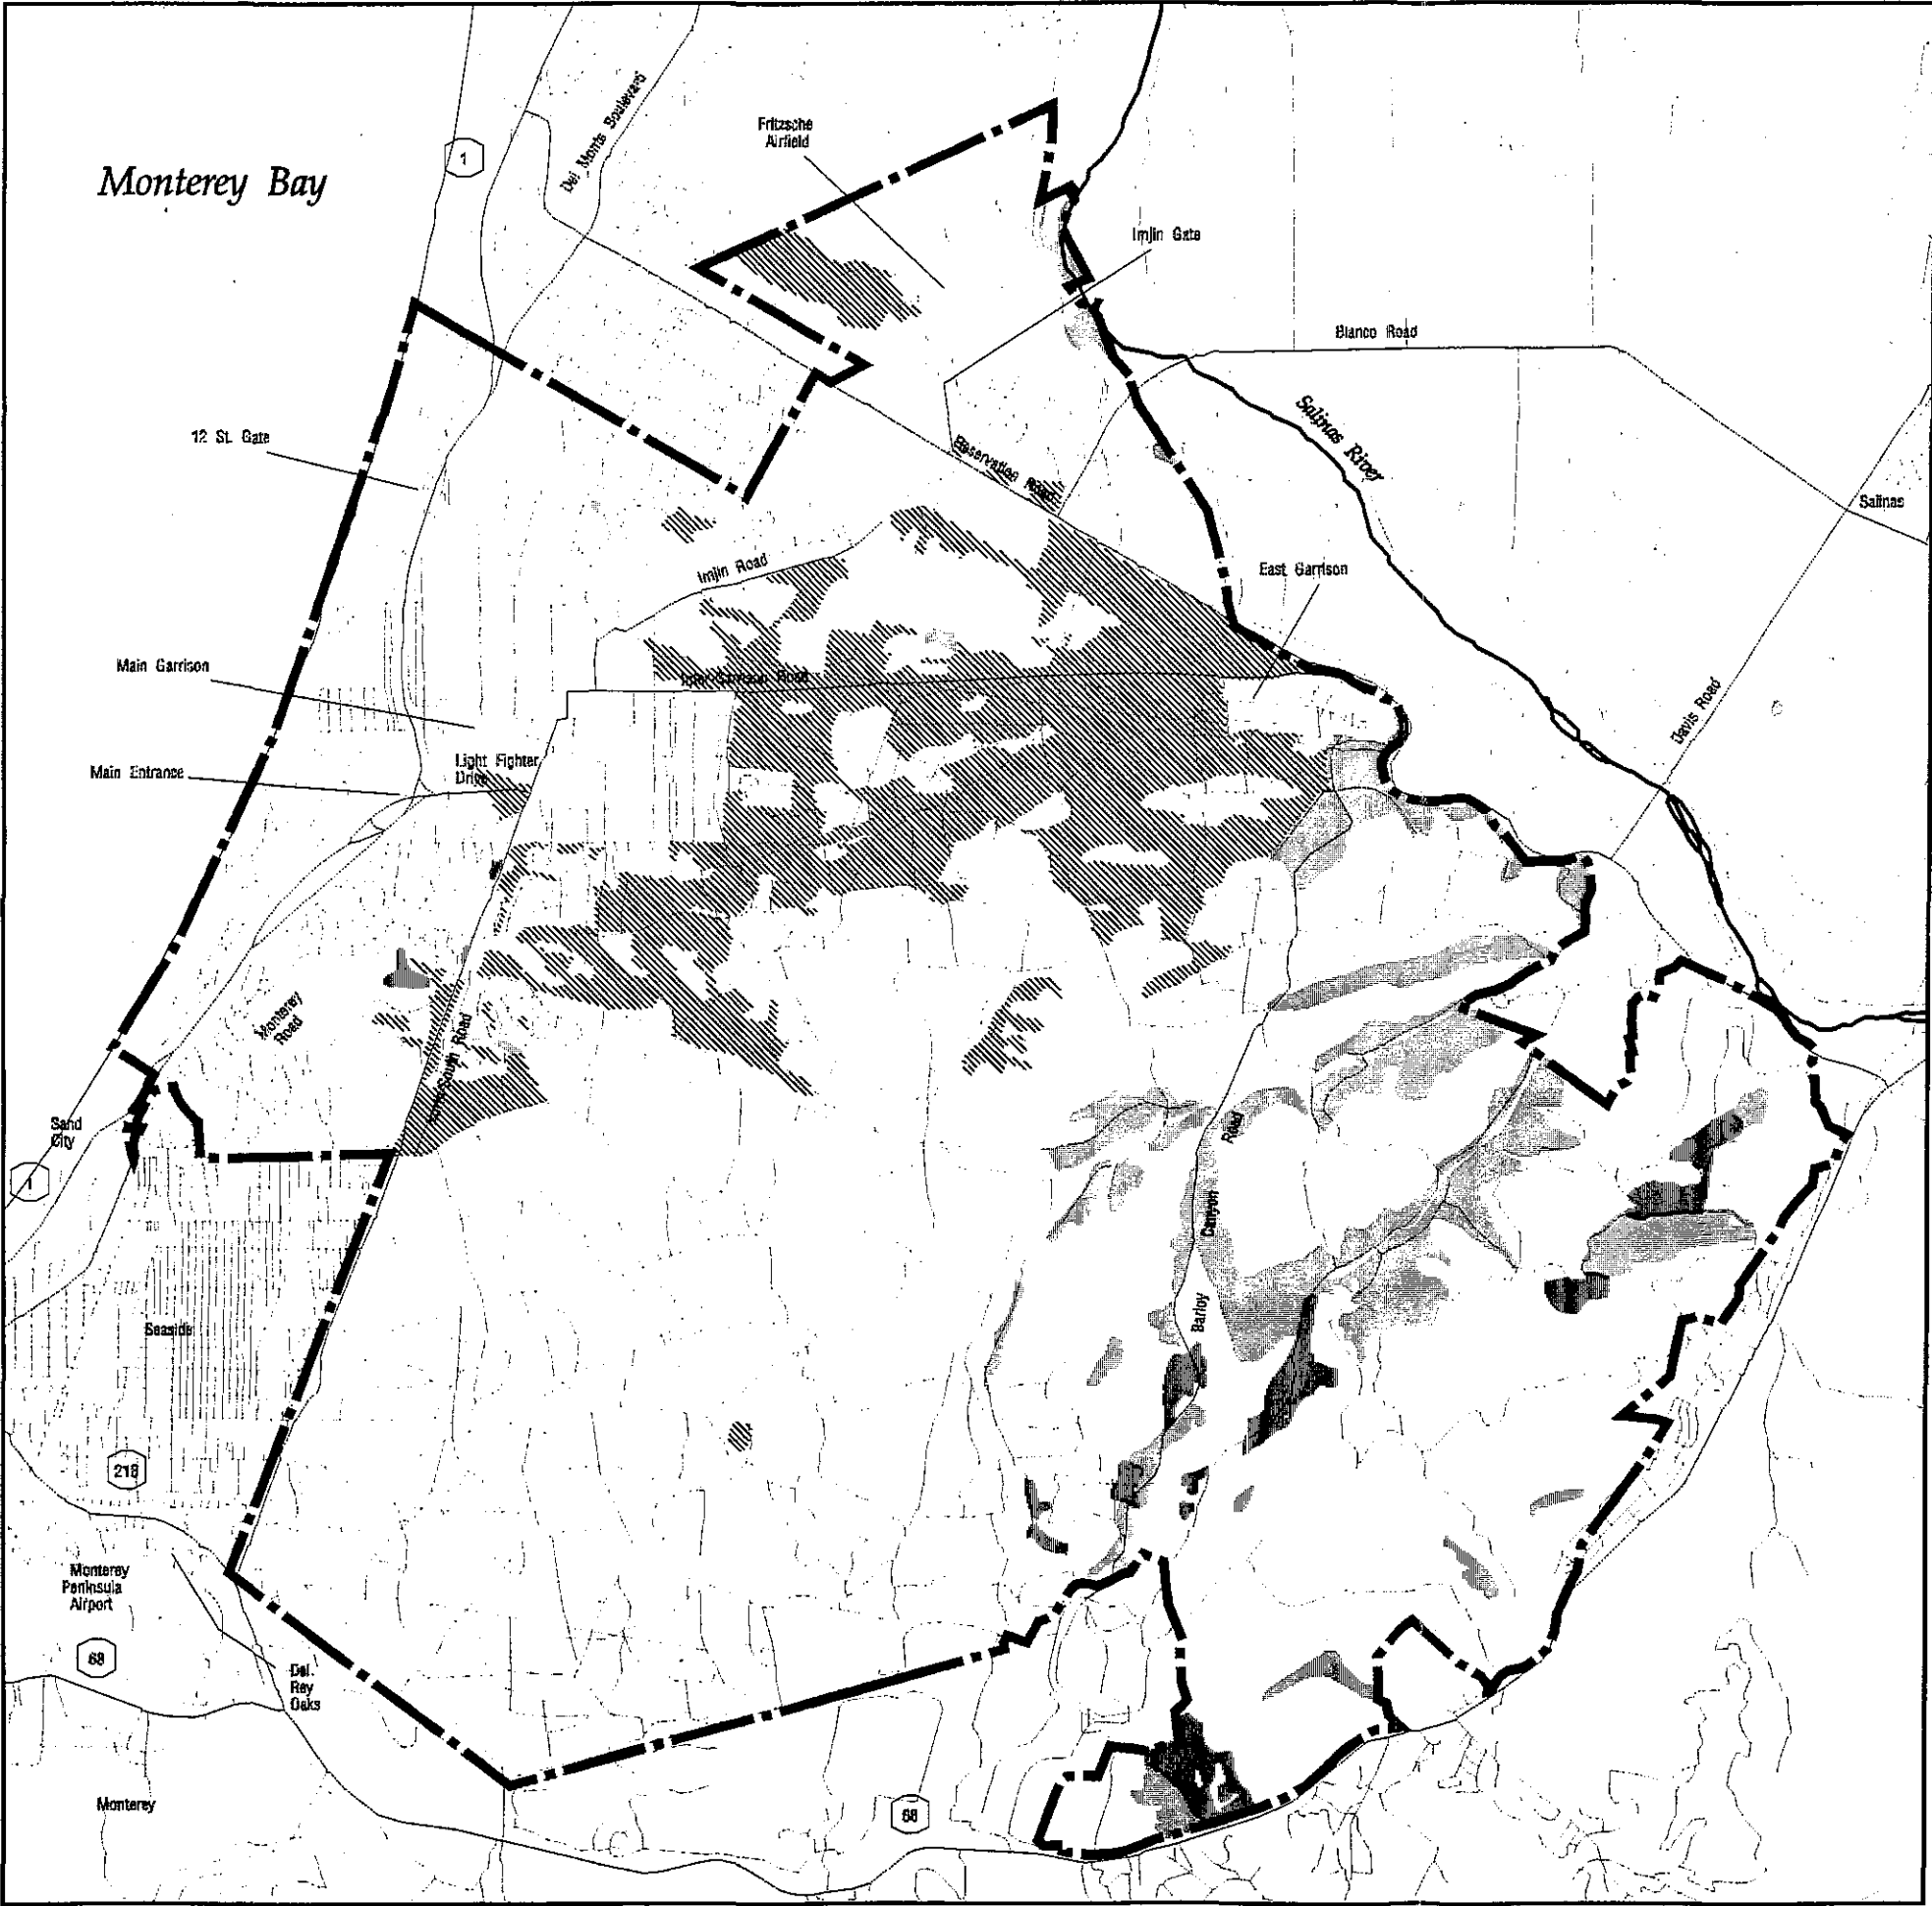 Monterey Bay
1
Del Monte Boulevard
Fritzsche
Airfield
Imjin Gate
Blanco Road
Salinas River
12 St. Gate
Reservation Road
Salinas
Imjin Road
East Garrison
Main Garrison
Inter-Garrison Road
Davis Road
Light Fighter
Drive
Main Entrance
Monterey
Road
North-South Road
Sand
City
1
Barloy Canyon Road
Seaside
218
Monterey
Peninsula
Airport
68
Del
Rey
Oaks
Monterey
68